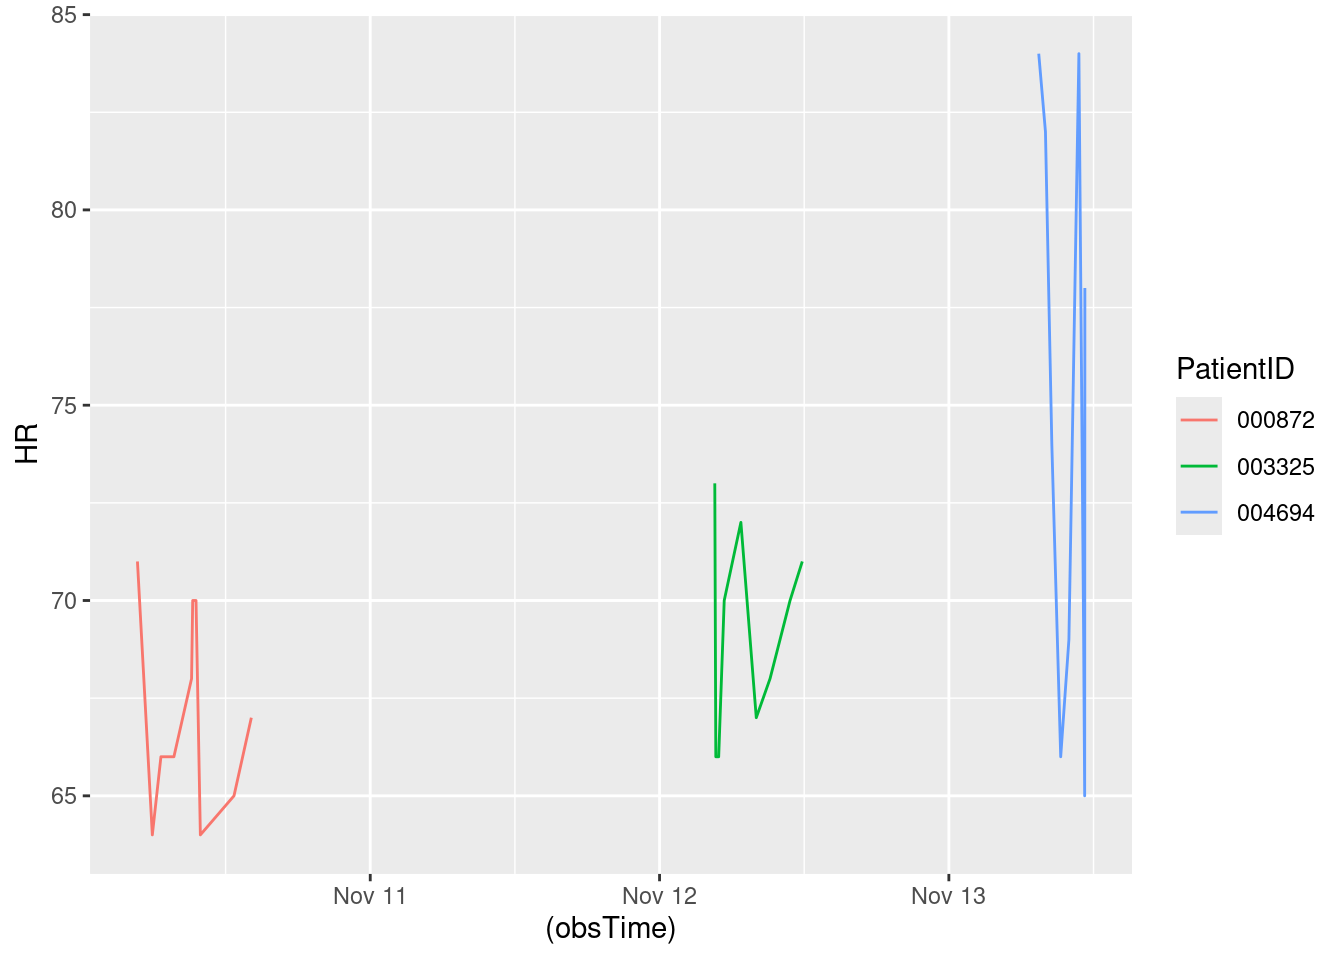 85
80
75
70
65
HR
Nov 11
Nov 12
Nov 13
(obsTime)
PatientID
000872
003325
004694